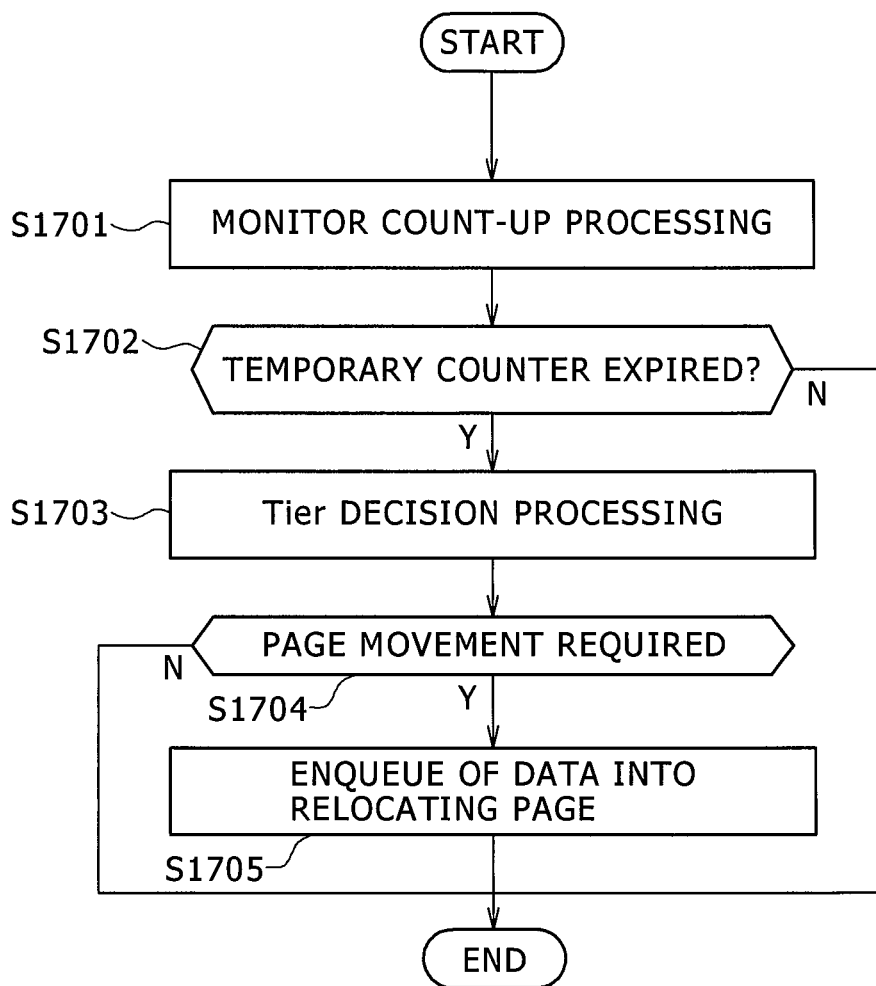 START
S1701
MONITOR COUNT-UP PROCESSING
S1702
TEMPORARY COUNTER EXPIRED?
N
Y
S1703
Tier DECISION PROCESSING
PAGE MOVEMENT REQUIRED
N
S1704
Y
ENQUEUE OF DATA INTO
RELOCATING PAGE
S1705
END